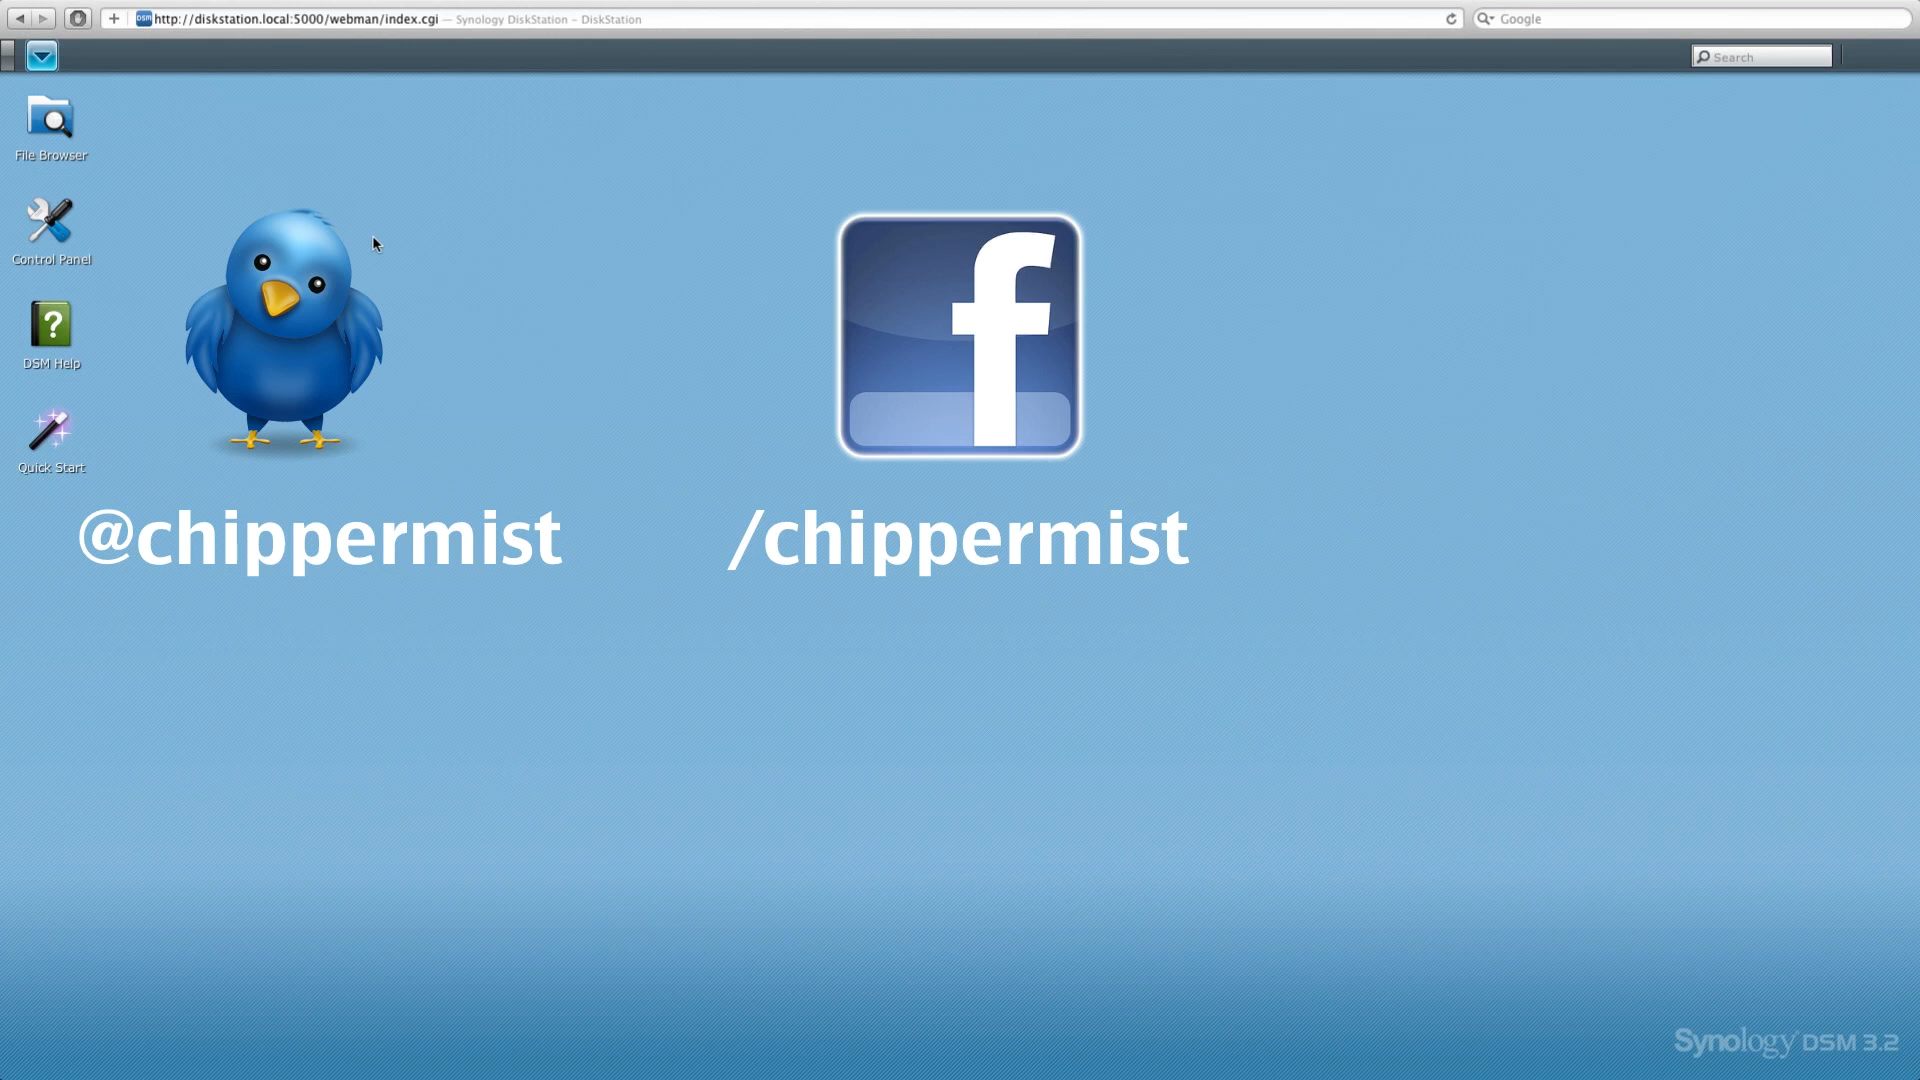 http://diskstation.local:5000/webman/index.cgi — Synology DiskStation – DiskStation
Google
Search
File Browser
Control Panel
DSM Help
Quick Start
@chippermist
/chippermist
Synology DSM 3.2